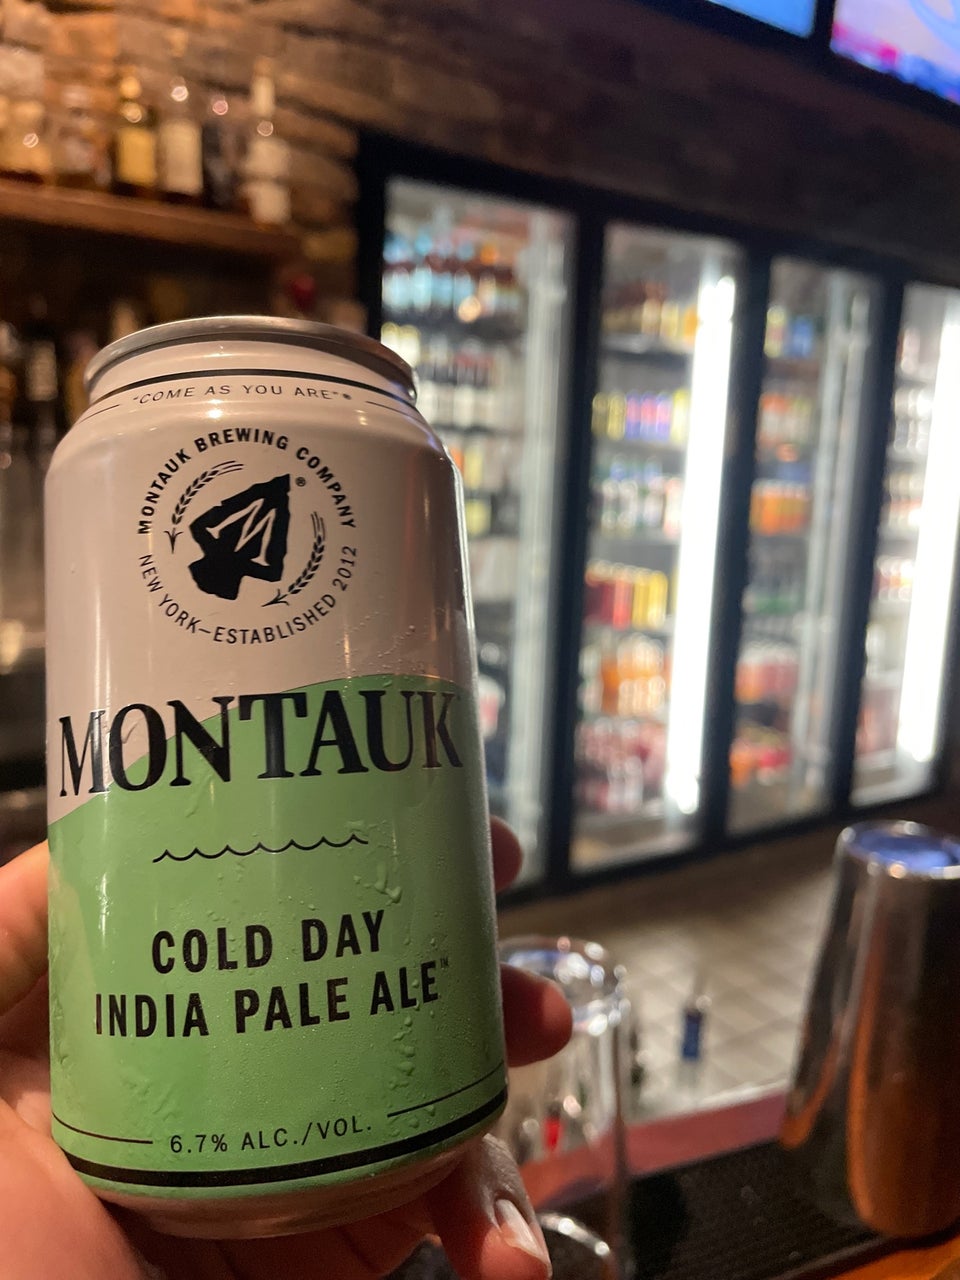 "COME AS YOU ARE"®
MONTAUK BREWING COMPANY
M®
NEW YORK–ESTABLISHED 2012
MONTAUK
COLD DAY
INDIA PALE ALE™
6.7% ALC./VOL.